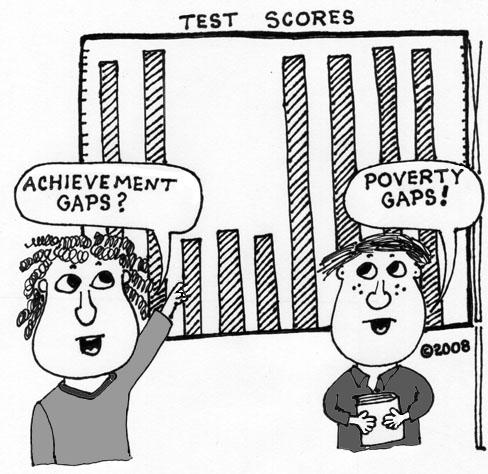 TEST SCORES
ACHIEVEMENT
GAPS?
POVERTY
GAPS!
©2008